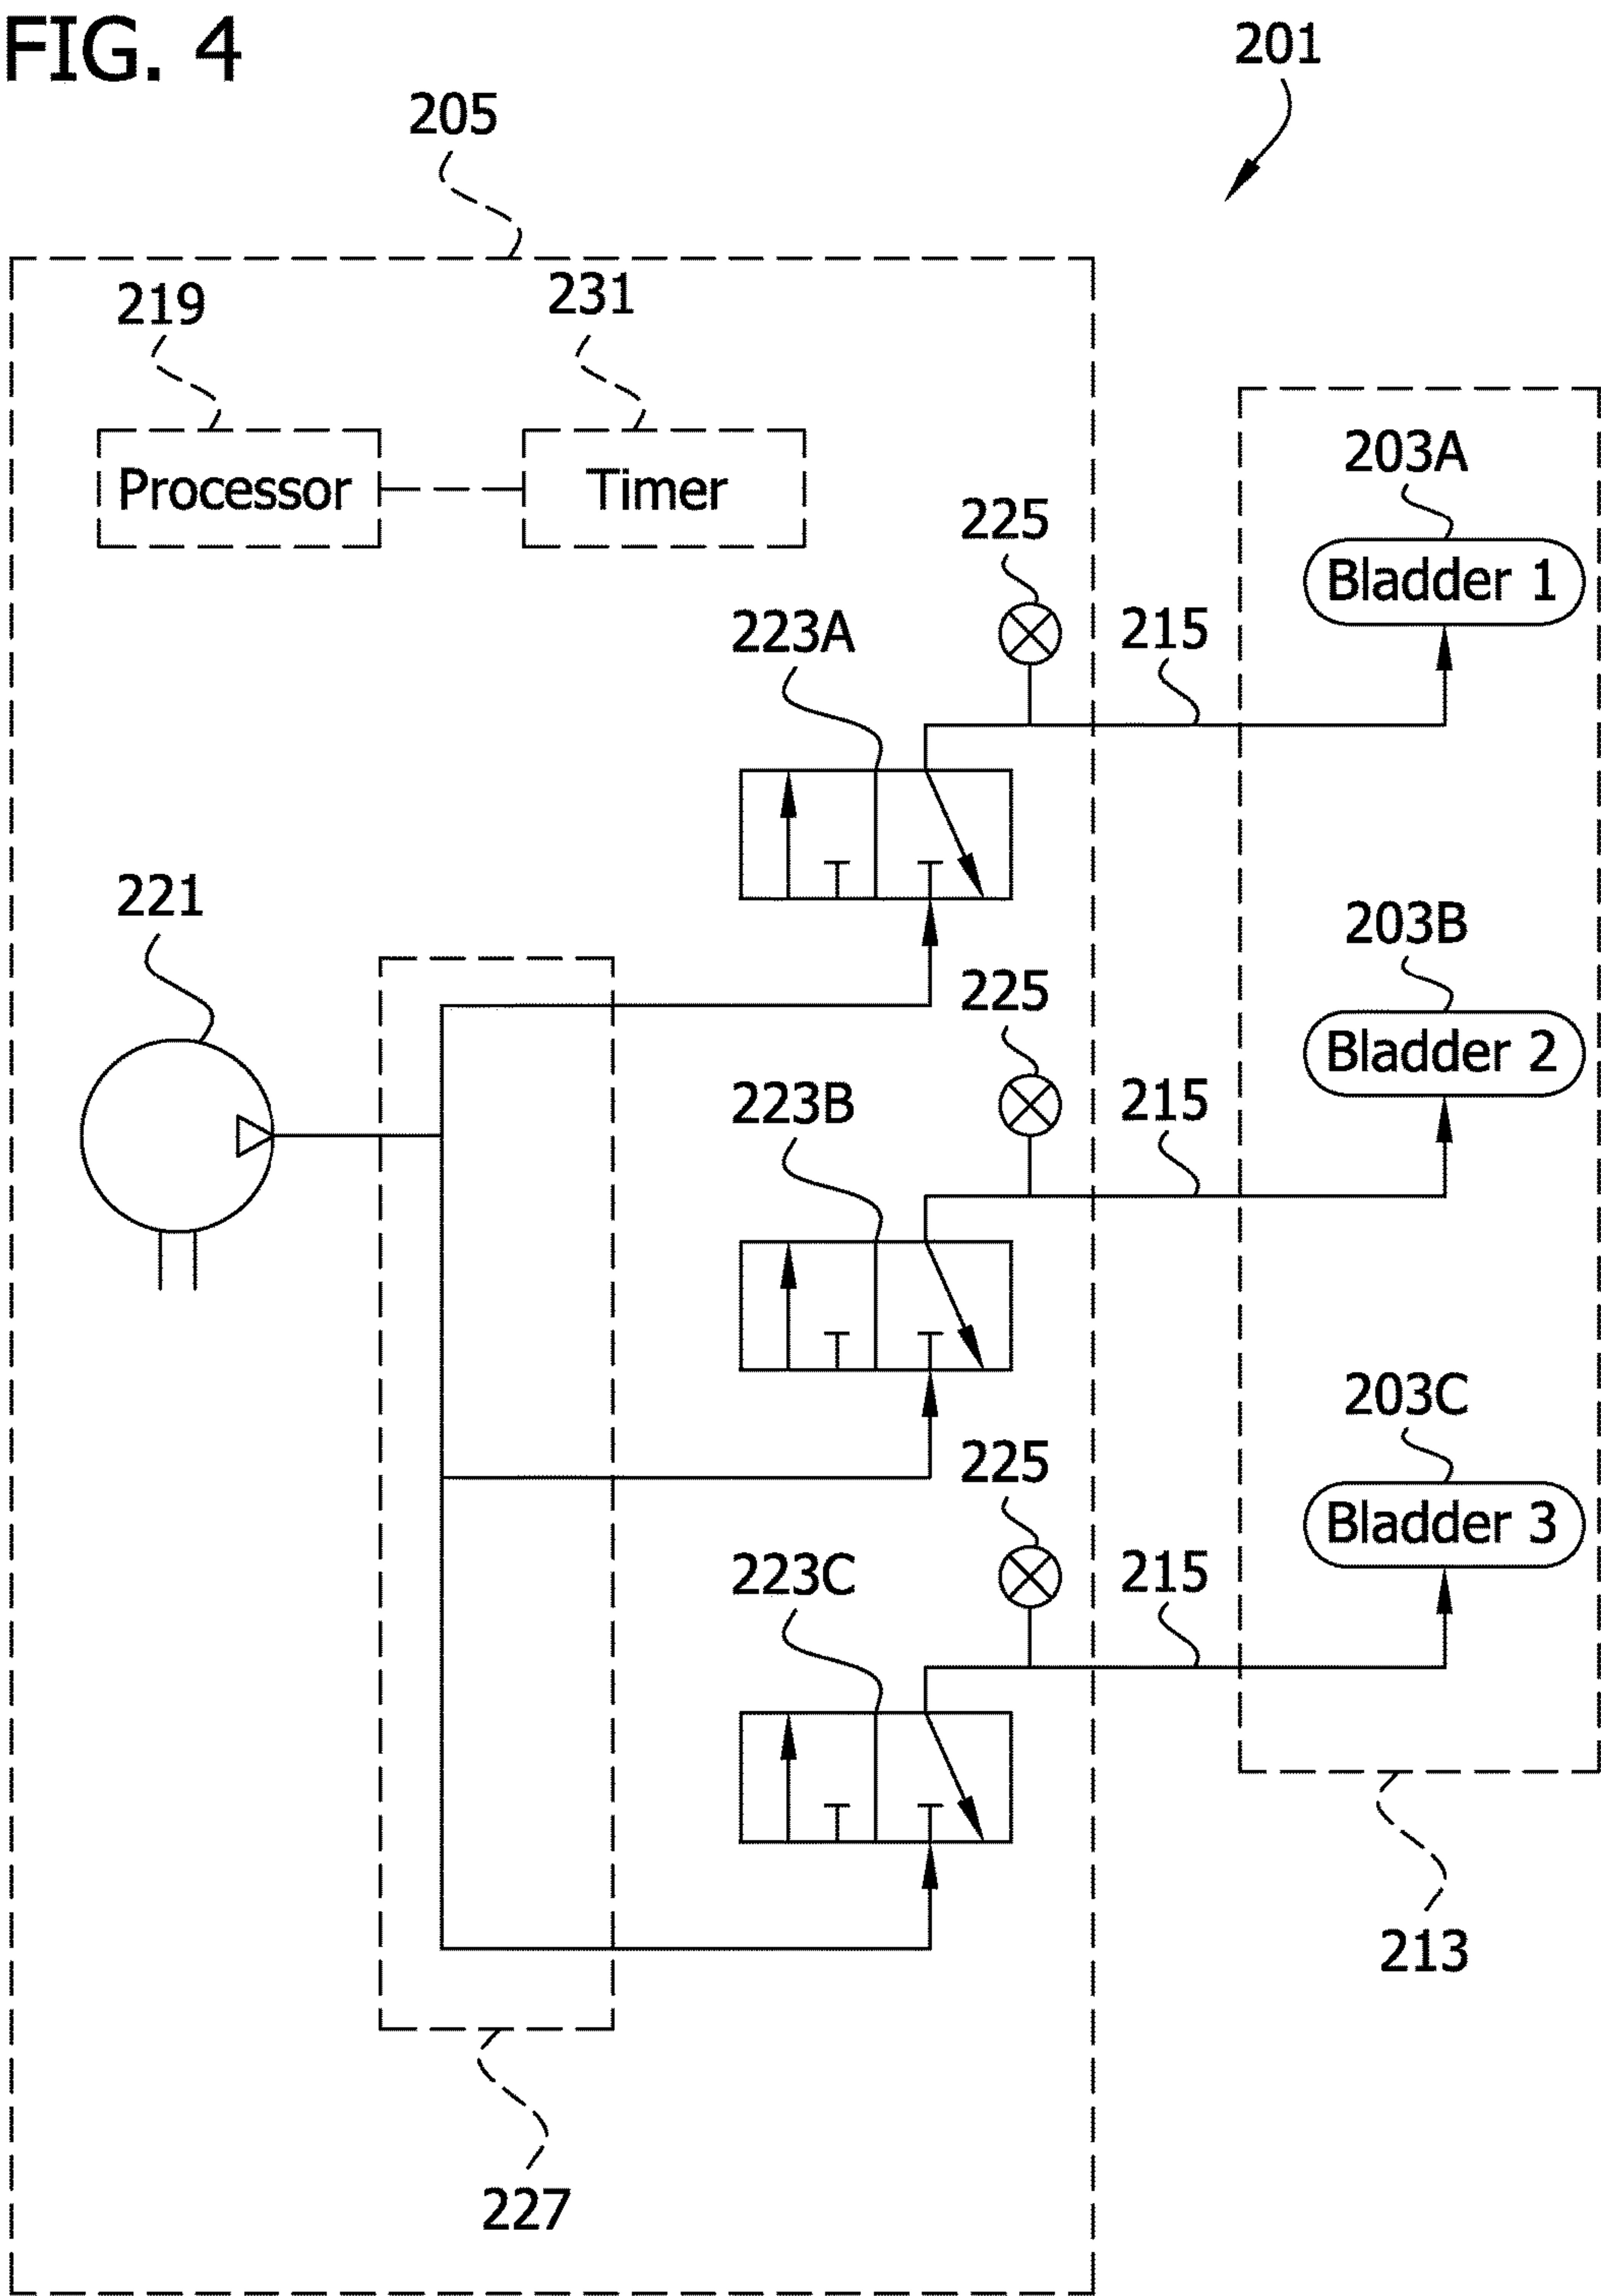 FIG. 4
201
205
219
231
Processor
Timer
203A
Bladder 1
225
215
223A
221
203B
Bladder 2
225
215
223B
203C
Bladder 3
225
215
223C
213
227